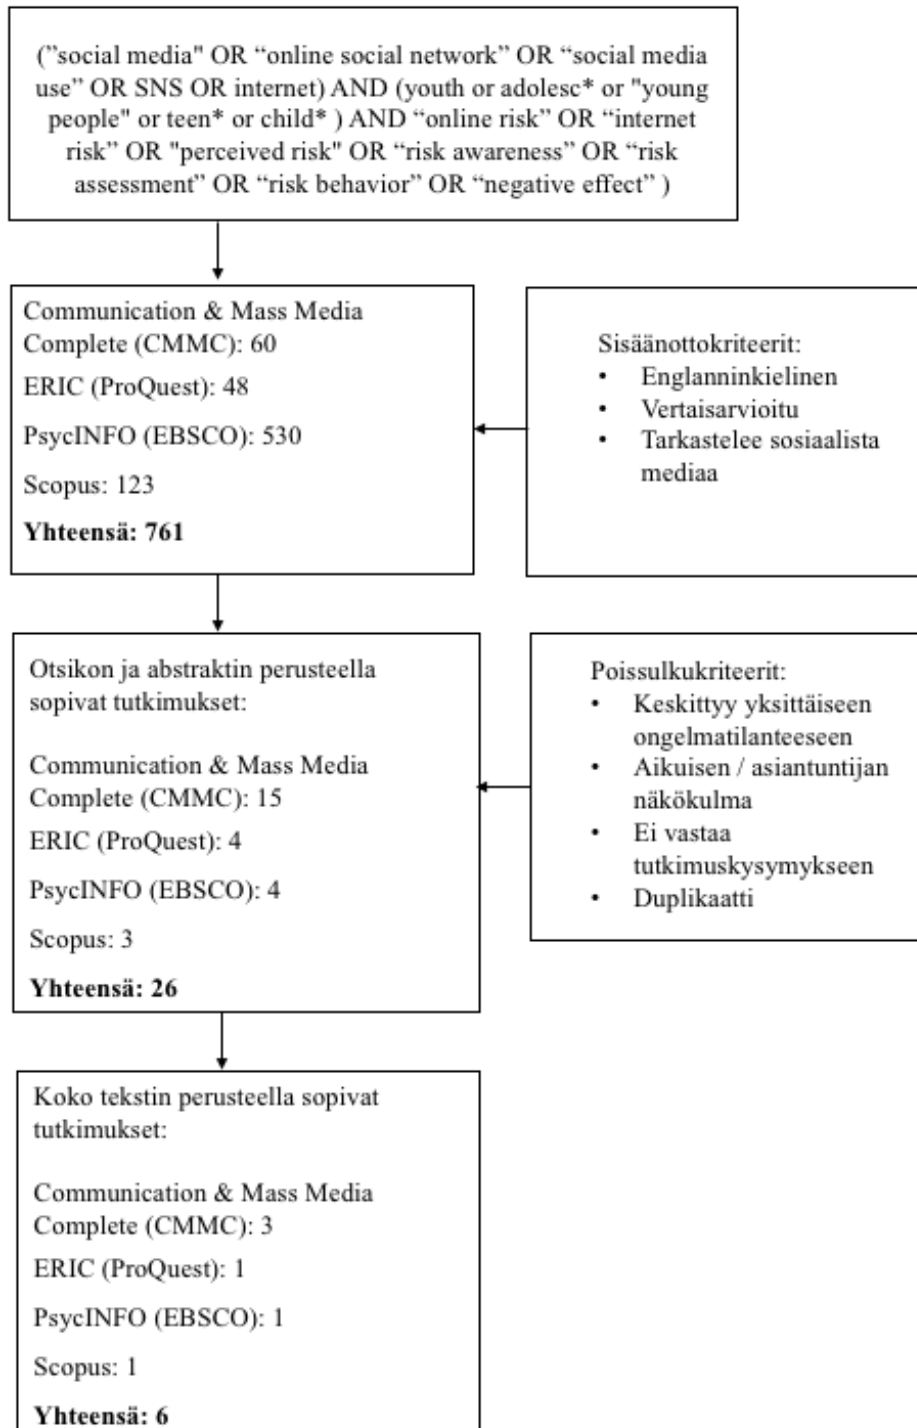 (”social media" OR “online social network” OR “social media
use” OR SNS OR internet) AND (youth or adolesc* or "young
people" or teen* or child* ) AND “online risk” OR “internet
risk” OR "perceived risk" OR “risk awareness” OR “risk
assessment” OR “risk behavior” OR “negative effect” )
Communication & Mass Media
Complete (CMMC): 60
ERIC (ProQuest): 48
PsycINFO (EBSCO): 530
Scopus: 123
Yhteensä: 761
Sisäänottokriteerit:
• Englanninkielinen
• Vertaisarvioitu
• Tarkastelee sosiaalista
mediaa
Otsikon ja abstraktin perusteella
sopivat tutkimukset:
Communication & Mass Media
Complete (CMMC): 15
ERIC (ProQuest): 4
PsycINFO (EBSCO): 4
Scopus: 3
Yhteensä: 26
Poissulkukriteerit:
• Keskittyy yksittäiseen
ongelmatilanteeseen
• Aikuisen / asiantuntijan
näkökulma
• Ei vastaa
tutkimuskysymykseen
• Duplikaatti
Koko tekstin perusteella sopivat
tutkimukset:
Communication & Mass Media
Complete (CMMC): 3
ERIC (ProQuest): 1
PsycINFO (EBSCO): 1
Scopus: 1
Yhteensä: 6